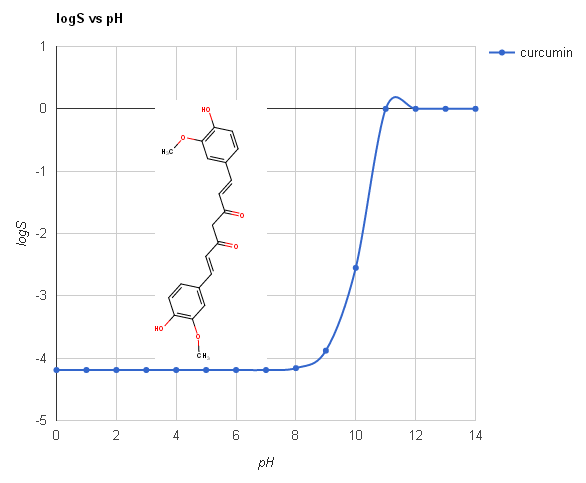 logS vs pH
curcumin
1
0
-1
-2
-3
-4
-5
logS
HO
O
H₃C
O
O
HO
O
CH₃
0 2 4 6 8 10 12 14
pH